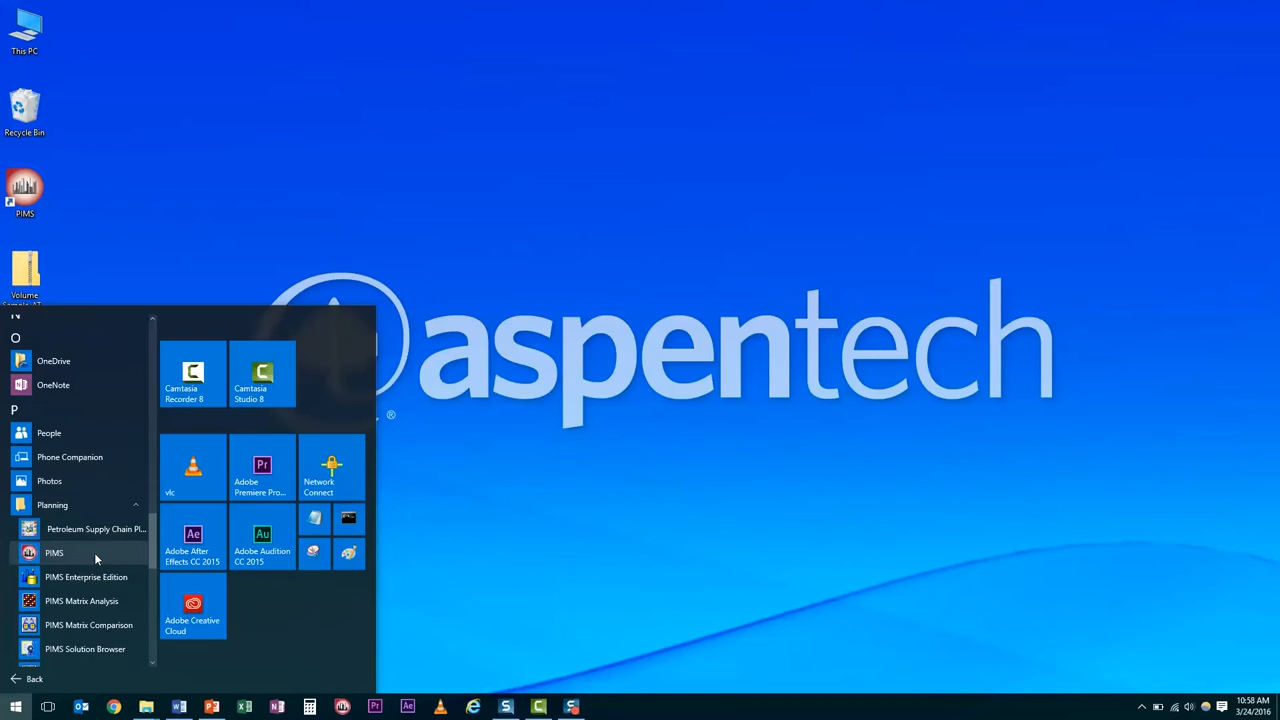 This PC
Recycle Bin
PIMS
Volume
aspentech
®
N
O
OneDrive
OneNote
P
People
Phone Companion
Photos
Planning
Petroleum Supply Chain Pl...
PIMS
PIMS Enterprise Edition
PIMS Matrix Analysis
PIMS Matrix Comparison
PIMS Solution Browser
Back
Camtasia
Recorder 8
Camtasia
Studio 8
vlc
Adobe
Premiere Pro...
Network
Connect
Adobe After
Effects CC 2015
Adobe Audition
CC 2015
Adobe Creative
Cloud
10:58 AM
3/24/2016